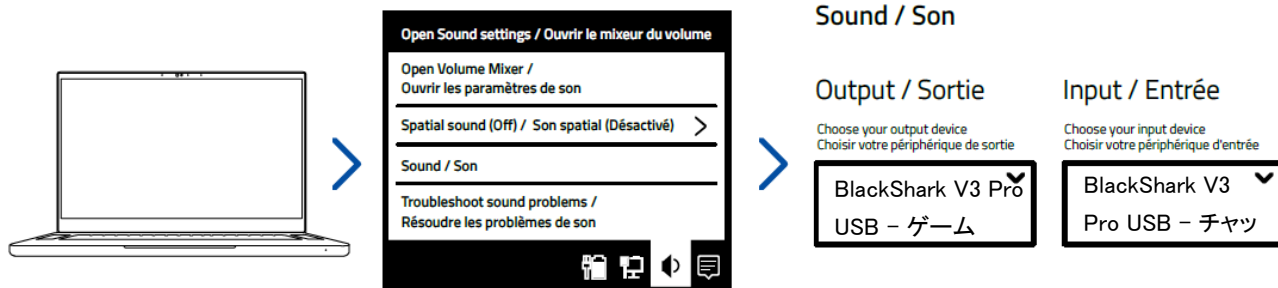 Open Sound settings / Ouvrir le mixeur du volume
Open Volume Mixer /
Ouvrir les paramètres de son
Spatial sound (Off) / Son spatial (Désactivé)
Sound / Son
Troubleshoot sound problems /
Résoudre les problèmes de son
Sound / Son
Output / Sortie
Choose your output device
Choisir votre périphérique de sortie
BlackShark V3 Pro
USB - ゲーム
Input / Entrée
Choose your input device
Choisir votre périphérique d'entrée
BlackShark V3
Pro USB - チャッ